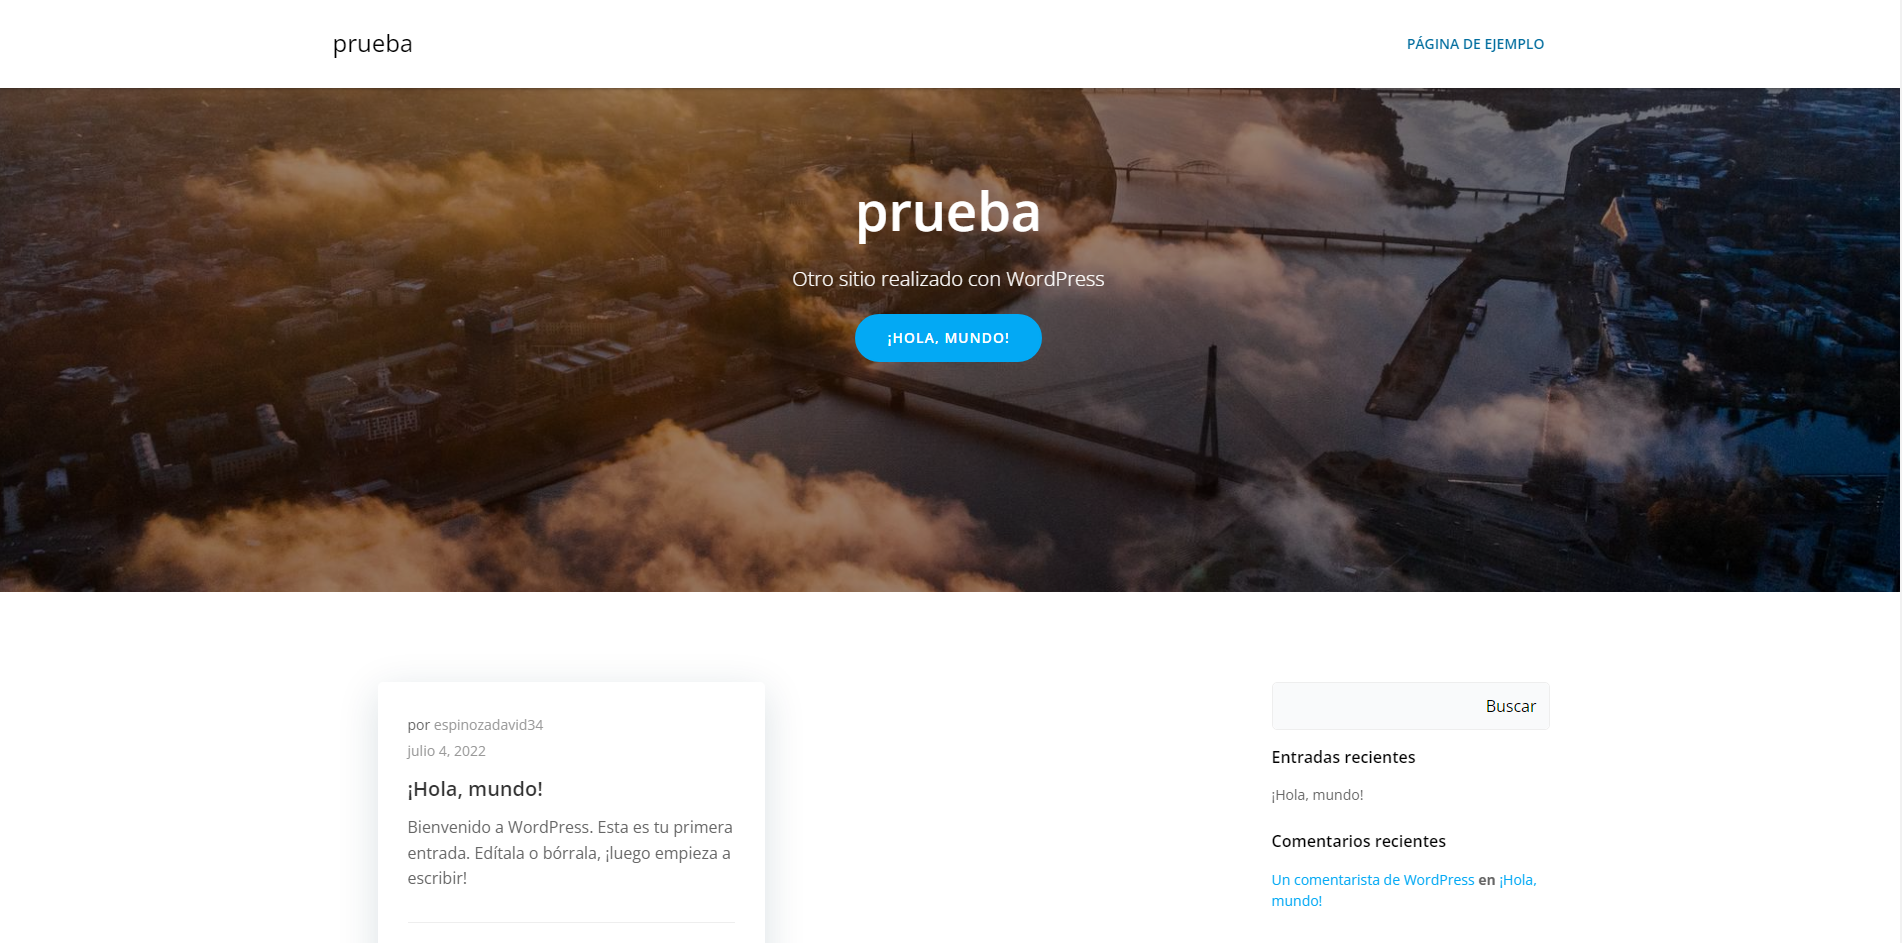 prueba
PÁGINA DE EJEMPLO
prueba
Otro sitio realizado con WordPress
¡HOLA, MUNDO!
por espinozadavid34
julio 4, 2022
¡Hola, mundo!
Bienvenido a WordPress. Esta es tu primera
entrada. Edítala o bórrala, ¡luego empieza a
escribir!
Buscar
Entradas recientes
¡Hola, mundo!
Comentarios recientes
Un comentarista de WordPress en ¡Hola,
mundo!